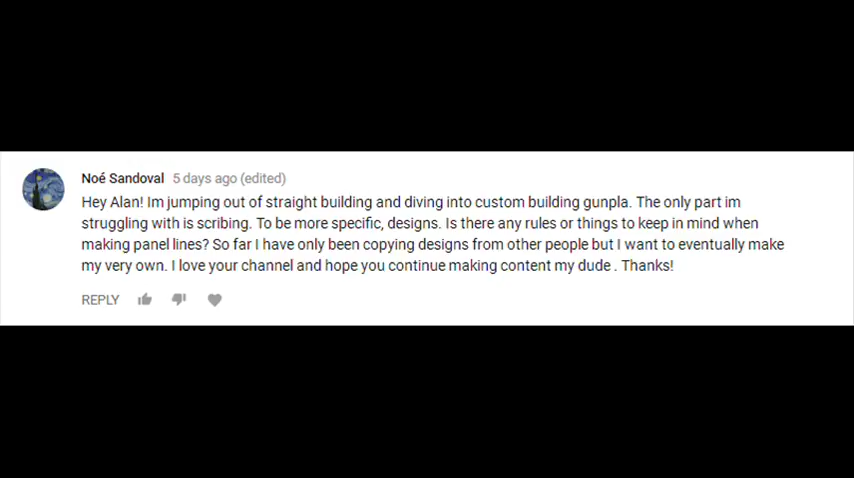 Noé Sandoval 5 days ago (edited)
Hey Alan! Im jumping out of straight building and diving into custom building gunpla. The only part im
struggling with is scribing. To be more specific, designs. Is there any rules or things to keep in mind when
making panel lines? So far I have only been copying designs from other people but I want to eventually make
my very own. I love your channel and hope you continue making content my dude . Thanks!
REPLY